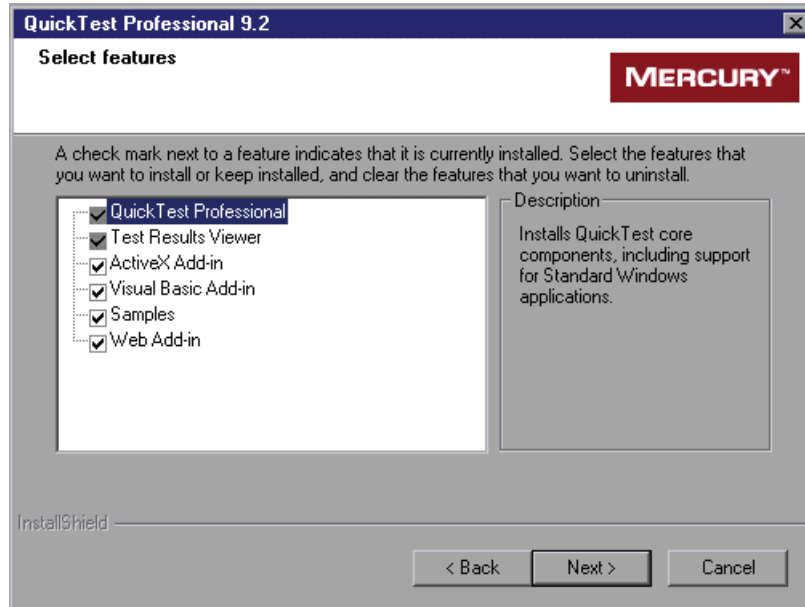 QuickTest Professional 9.2
Select features
MERCURY™
A check mark next to a feature indicates that it is currently installed. Select the features that
you want to install or keep installed, and clear the features that you want to uninstall.
QuickTest Professional
Test Results Viewer
ActiveX Add-in
Visual Basic Add-in
Samples
Web Add-in
Description
Installs QuickTest core
components, including support
for Standard Windows
applications.
InstallShield
< Back
Next >
Cancel